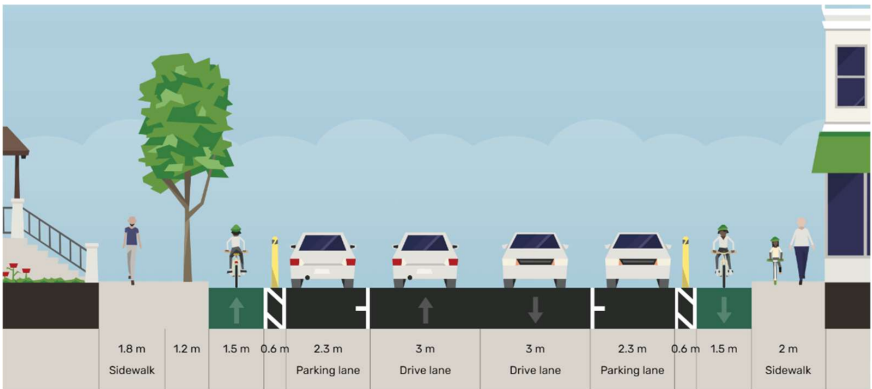 1.8 m 1.2 m 1.5 m 0.6 m 2.3 m 3 m 3 m 2.3 m 0.6 m 1.5 m 2 m
Sidewalk Parking lane Drive lane Drive lane Parking lane Sidewalk